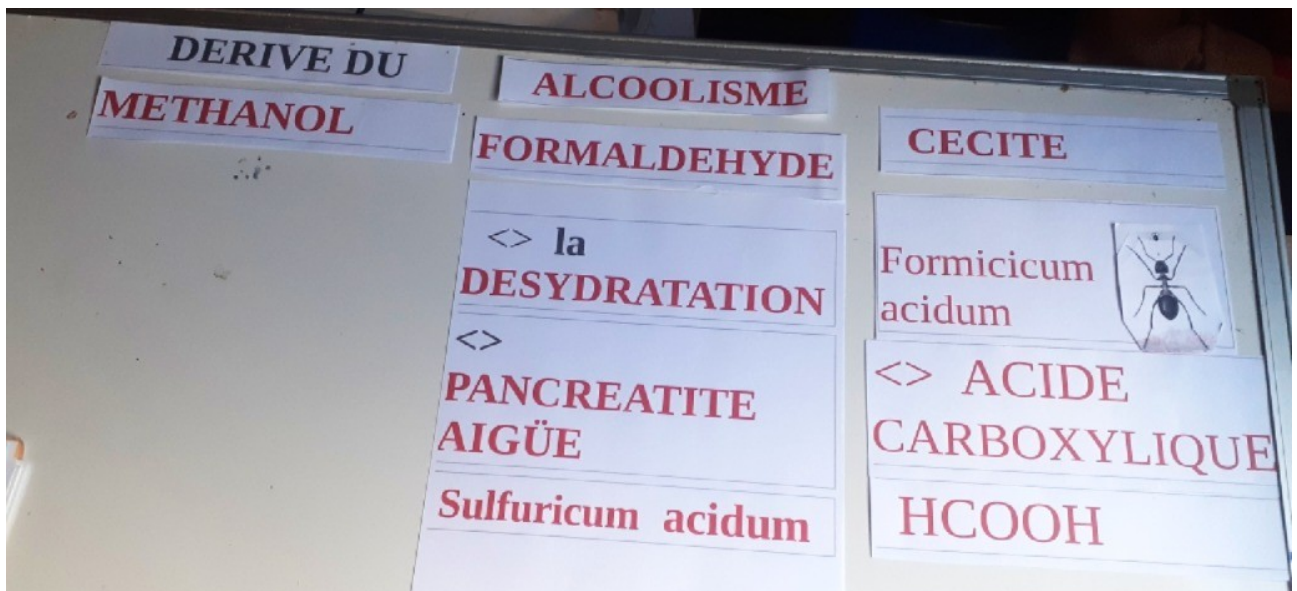 DERIVE DU
METHANOL
ALCOOLISME
FORMALDEHYDE
<> la
DESYDRATATION
<>
PANCREATITE
AIGÜE
Sulfuricum acidum
CECITE
Formicicum
acidum
<> ACIDE
CARBOXYLIQUE
HCOOH